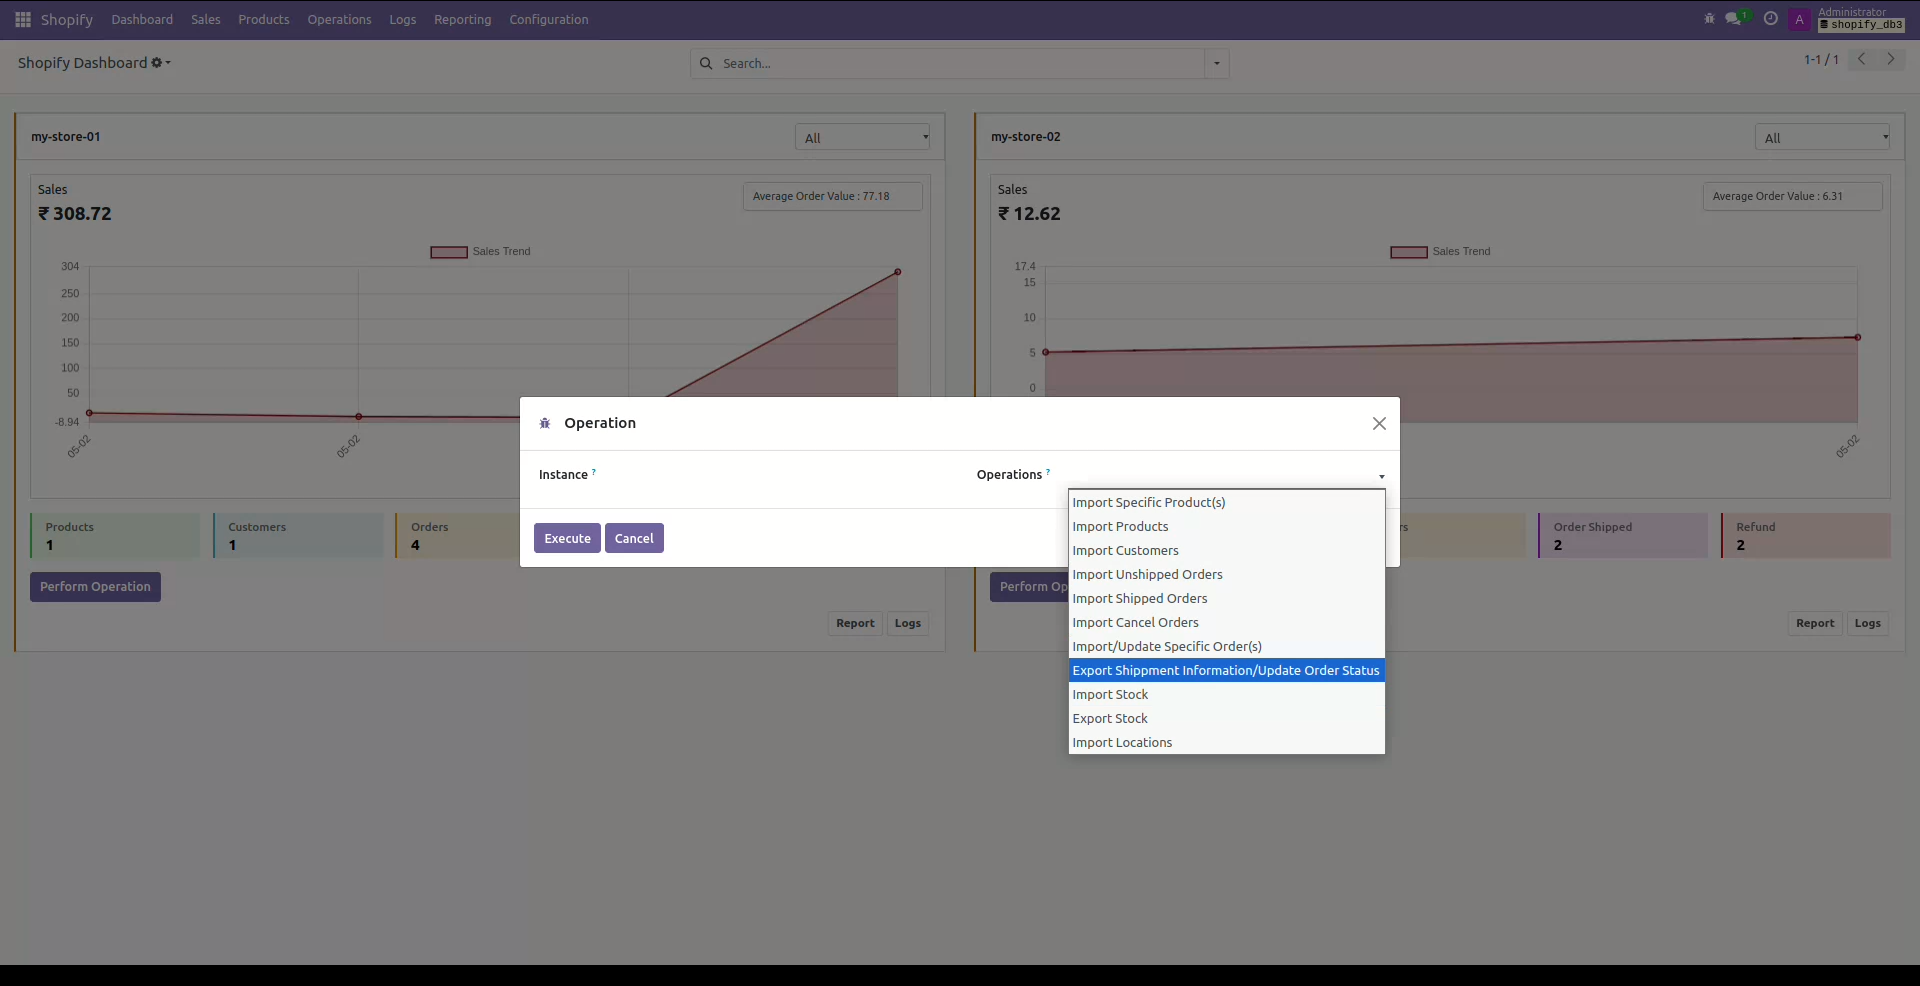 Shopify Dashboard Sales Products Operations Logs Reporting Configuration
1 A Administrator
shopify_db3
Shopify Dashboard
Search...
1-1 / 1
my-store-01
All
Sales
₹ 308.72
Average Order Value : 77.18
Sales Trend
304
250
200
150
100
50
-8.94
05-02
05-02
Products
1
Customers
1
Orders
4
Perform Operation
Report Logs
my-store-02
All
Sales
₹ 12.62
Average Order Value : 6.31
Sales Trend
17.4
15
10
5
0
05-02
rs
Order Shipped
2
Refund
2
Perform Op
Report Logs
Operation
Instance ?
Operations ?
Execute Cancel
Import Specific Product(s)
Import Products
Import Customers
Import Unshipped Orders
Import Shipped Orders
Import Cancel Orders
Import/Update Specific Order(s)
Export Shippment Information/Update Order Status
Import Stock
Export Stock
Import Locations